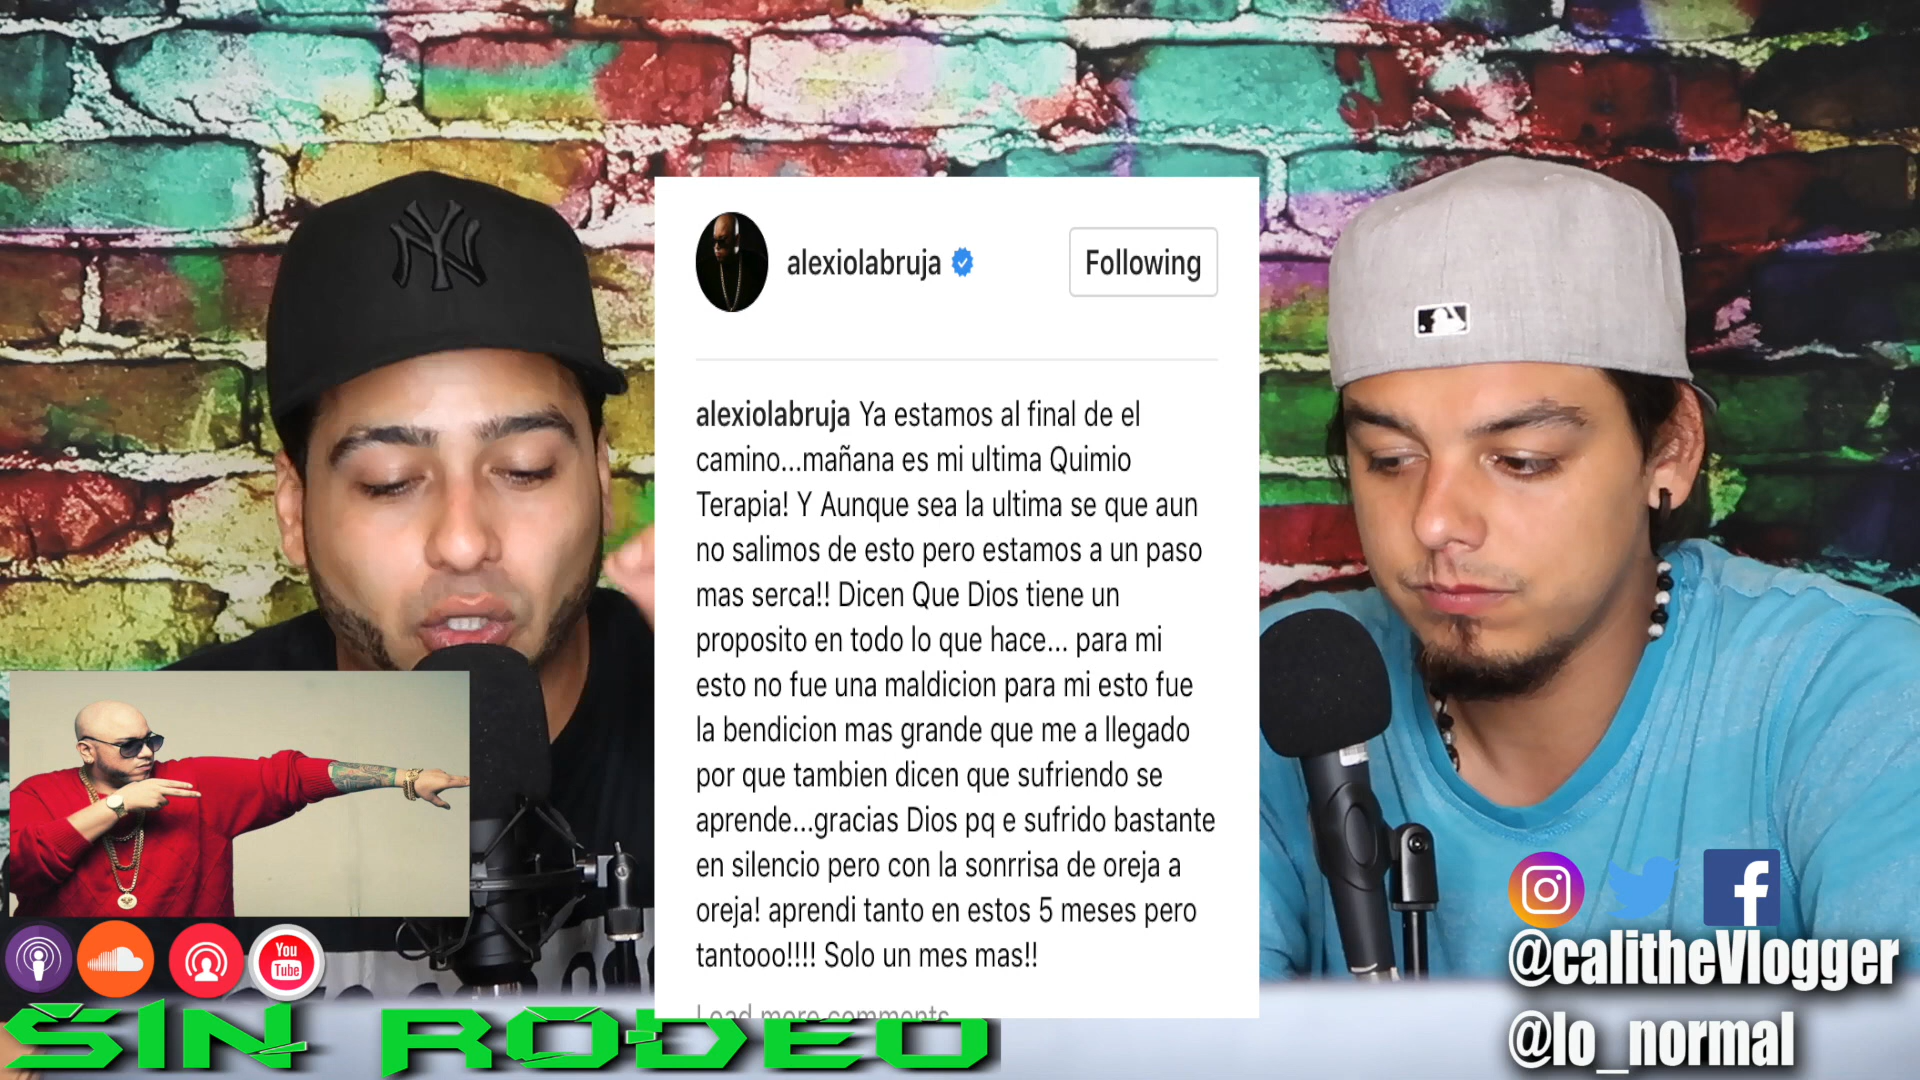 NY
alexiolabruja
Following
alexiolabruja Ya estamos al final de el
camino...mañana es mi ultima Quimio
Terapia! Y Aunque sea la ultima se que aun
no salimos de esto pero estamos a un paso
mas serca!! Dicen Que Dios tiene un
proposito en todo lo que hace... para mi
esto no fue una maldicion para mi esto fue
la bendicion mas grande que me a llegado
por que tambien dicen que sufriendo se
aprende...gracias Dios pq e sufrido bastante
en silencio pero con la sonrrisa de oreja a
oreja! aprendi tanto en estos 5 meses pero
tantooo!!!! Solo un mes mas!!
Load more comments
You
Tube
SIN RODEO
@calitheVlogger
@lo_normal